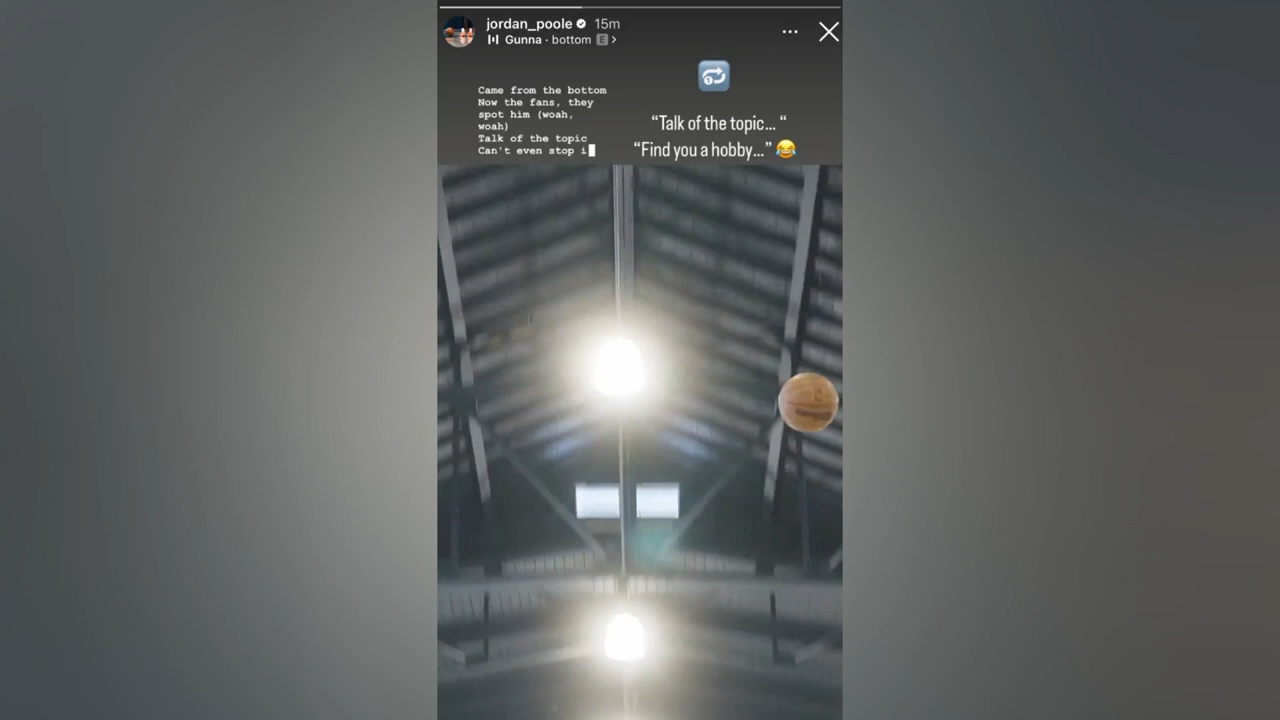 jordan_poole 15m
Gunna · bottom E
Came from the bottom
Now the fans, they
spot him (woah,
woah)
Talk of the topic
Can't even stop i
“Talk of the topic... “
“Find you a hobby...” 😂